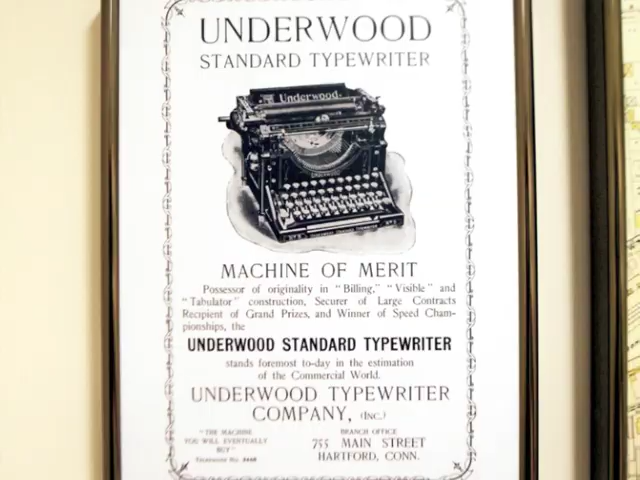 UNDERWOOD
STANDARD TYPEWRITER
Underwood
UNDERWOOD
MACHINE OF MERIT
Possessor of originality in "Billing," "Visible" and
"Tabulator" construction, Securer of Large Contracts
Recipient of Grand Prizes, and Winner of Speed Cham-
pionships, the
UNDERWOOD STANDARD TYPEWRITER
stands foremost to-day in the estimation
of the Commercial World.
UNDERWOOD TYPEWRITER
COMPANY, (INC.)
"THE MACHINE
YOU WILL EVENTUALLY
BUY"
BRANCH OFFICE
755 MAIN STREET
HARTFORD, CONN.